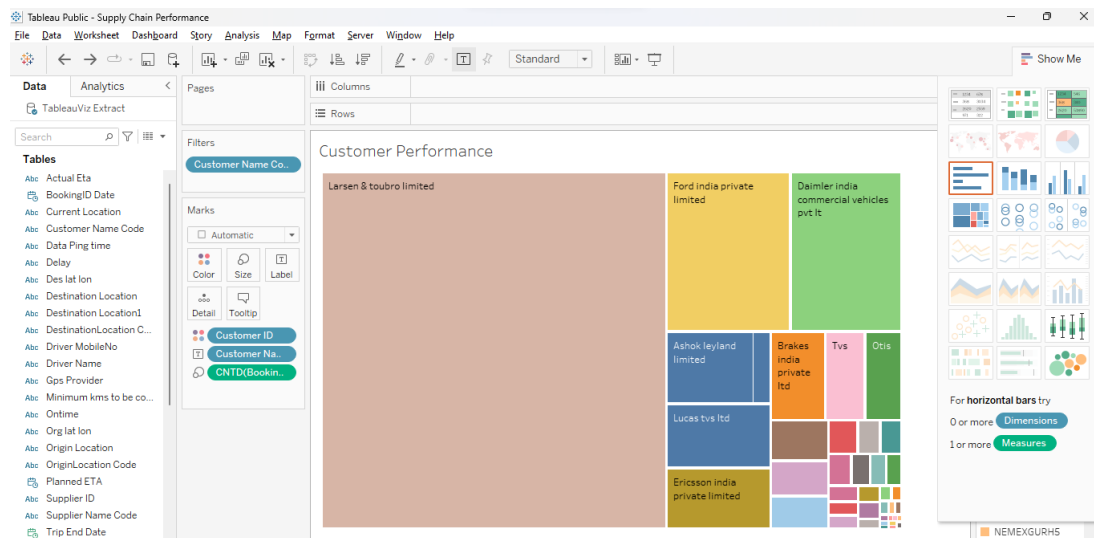 Tableau Public - Supply Chain Performance
File Data Worksheet Dashboard Story Analysis Map Format Server Window Help
Standard
Show Me
Data Analytics
TableauViz Extract
Search
Tables
Abc Actual Eta
BookingID Date
Abc Current Location
Abc Customer Name Code
Abc Data Ping time
Abc Delay
Abc Des lat lon
Abc Destination Location
Abc Destination Location1
Abc DestinationLocation C...
Abc Driver MobileNo
Abc Driver Name
Abc Gps Provider
Abc Minimum kms to be co...
Abc Ontime
Abc Org lat lon
Abc Origin Location
Abc OriginLocation Code
Planned ETA
Abc Supplier ID
Abc Supplier Name Code
Trip End Date
Pages
Filters
Customer Name Co..
Marks
Automatic
Color Size Label
Detail Tooltip
Customer ID
Customer Na..
CNTD(Bookin..
Columns
Rows
Customer Performance
Larsen & toubro limited
Ford india private
limited
Daimler india
commercial vehicles
pvt lt
Ashok leyland
limited
Brakes
india
private
ltd
Tvs
Otis
Lucas tvs ltd
Ericsson india
private limited
For horizontal bars try
0 or more Dimensions
1 or more Measures
NEMEXGURH5